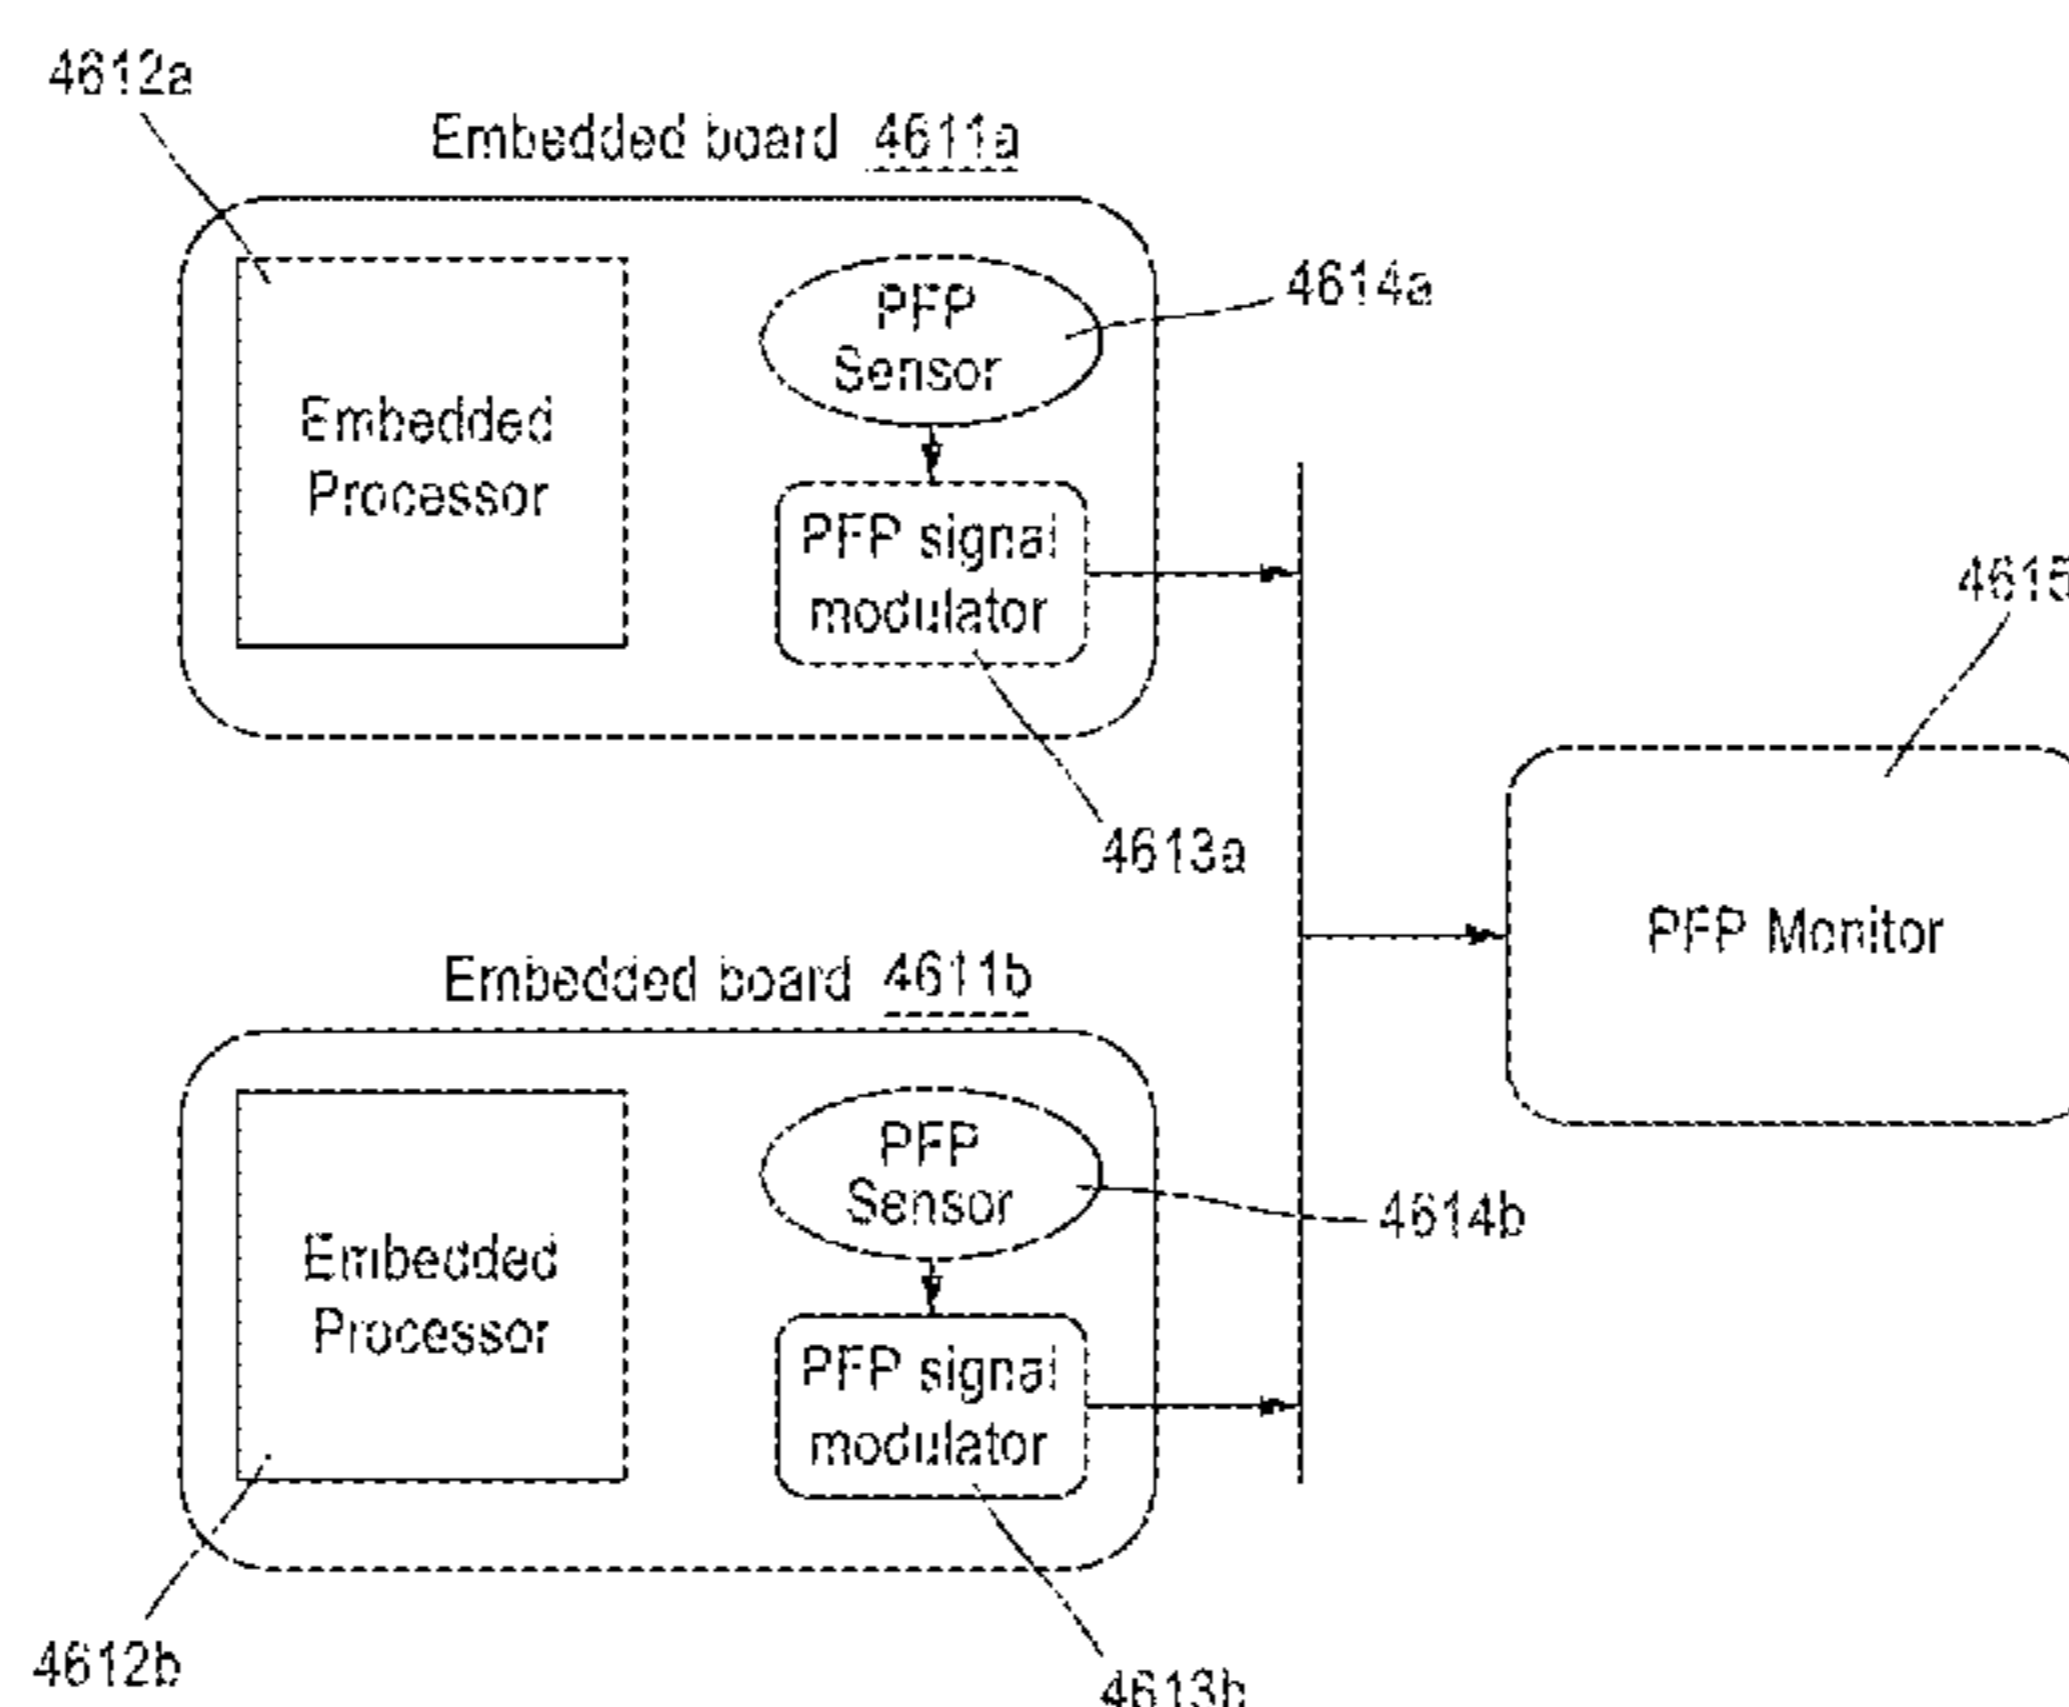 4612a
Embedded board 4611a
PFP
Sensor
4614a
Embedded
Processor
PFP signal
modulator
4613a
4615
PFP Monitor
Embedded board 4611b
PFP
Sensor
4614b
Embedded
Processor
PFP signal
modulator
4612b
4613b